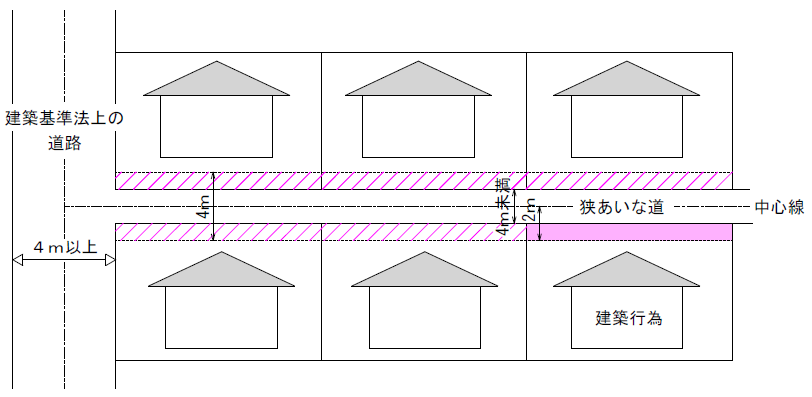 建築基準法上の
道路
4m
4m未満
2m
狭あいな道
中心線
４ｍ以上
建築行為